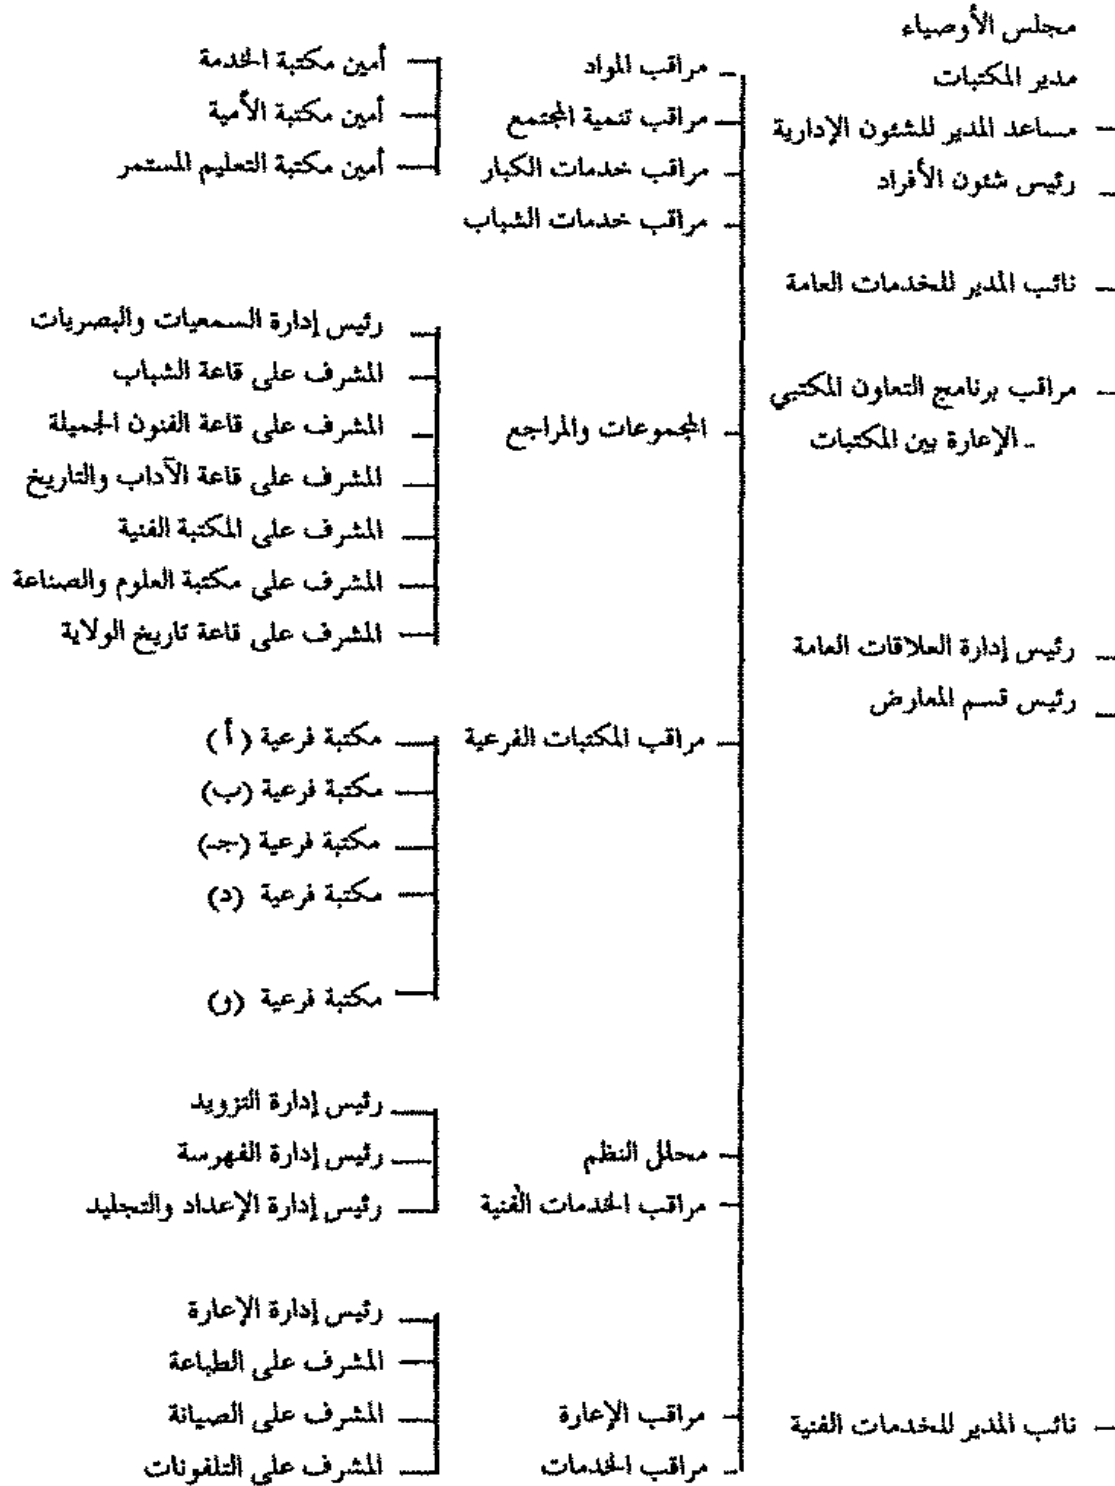 مجلس الأوصياء
مدير المكتبات
مساعد المدير للشئون الإدارية
رئيس شئون الأفراد
نائب المدير للخدمات العامة
مراقب برنامج التعاون المكتبي
.. الإعارة بين المكتبات
رئيس إدارة العلاقات العامة
رئيس قسم المعارض
نائب المدير للخدمات الفنية
مراقب المواد
مراقب تنمية المجتمع
مراقب خدمات الكبار
مراقب خدمات الشباب
المجموعات والمراجع
مراقب المكتبات الفرعية
محلل النظم
مراقب الخدمات الفنية
مراقب الإعارة
مراقب الخدمات
أمين مكتبة الخدمة
أمين مكتبة الأمية
أمين مكتبة التعليم المستمر
رئيس إدارة السمعيات والبصريات
المشرف على قاعة الشباب
المشرف على قاعة الفنون الجميلة
المشرف على قاعة الآداب والتاريخ
المشرف على المكتبة الفنية
المشرف على مكتبة العلوم والصناعة
المشرف على قاعة تاريخ الولاية
مكتبة فرعية (أ)
مكتبة فرعية (ب)
مكتبة فرعية (جـ)
مكتبة فرعية (د)
مكتبة فرعية (و)
رئيس إدارة التزويد
رئيس إدارة الفهرسة
رئيس إدارة الإعداد والتجليد
رئيس إدارة الإعارة
المشرف على الطباعة
المشرف على الصيانة
المشرف على التلفونات